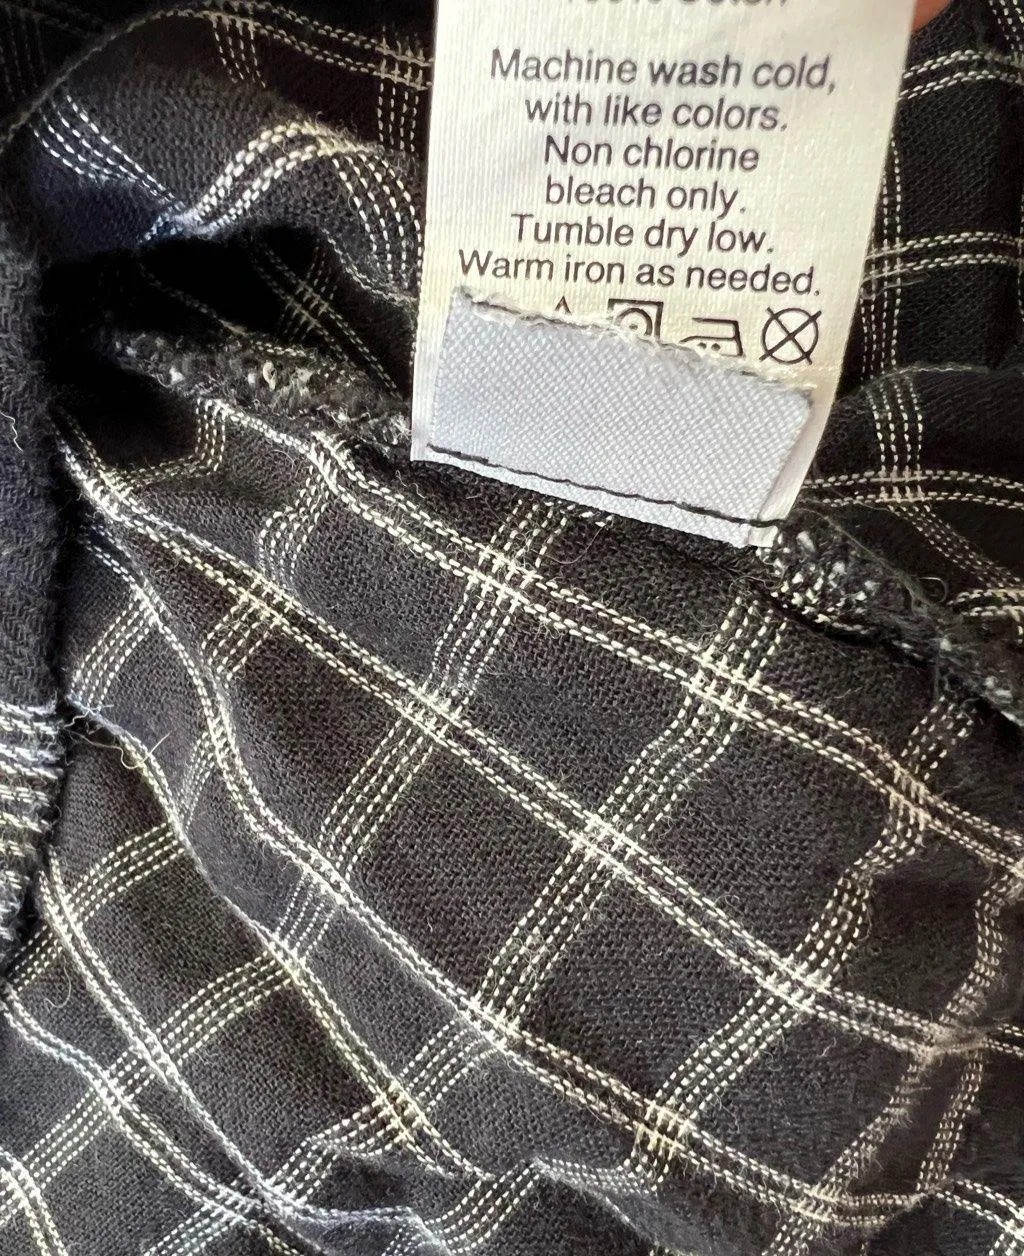 Machine wash cold,
with like colors.
Non chlorine
bleach only.
Tumble dry low.
Warm iron as needed.